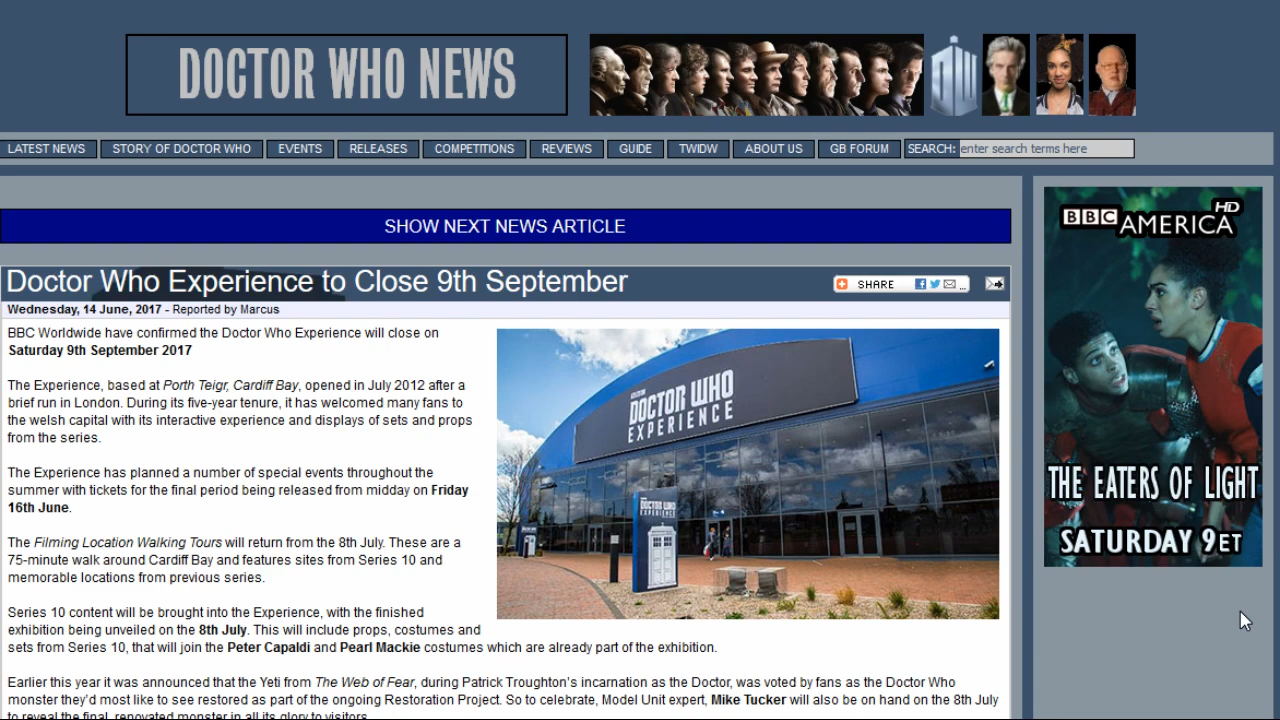 DOCTOR WHO NEWS
DW
LATEST NEWS
STORY OF DOCTOR WHO
EVENTS
RELEASES
COMPETITIONS
REVIEWS
GUIDE
TWIDW
ABOUT US
GB FORUM
SEARCH: enter search terms here
SHOW NEXT NEWS ARTICLE
Doctor Who Experience to Close 9th September
SHARE
...
Wednesday, 14 June, 2017 - Reported by Marcus
BBC Worldwide have confirmed the Doctor Who Experience will close on
Saturday 9th September 2017
The Experience, based at Porth Teigr, Cardiff Bay, opened in July 2012 after a
brief run in London. During its five-year tenure, it has welcomed many fans to
the welsh capital with its interactive experience and displays of sets and props
from the series.
The Experience has planned a number of special events throughout the
summer with tickets for the final period being released from midday on Friday
16th June.
The Filming Location Walking Tours will return from the 8th July. These are a
75-minute walk around Cardiff Bay and features sites from Series 10 and
memorable locations from previous series.
Series 10 content will be brought into the Experience, with the finished
exhibition being unveiled on the 8th July. This will include props, costumes and
sets from Series 10, that will join the Peter Capaldi and Pearl Mackie costumes which are already part of the exhibition.
Earlier this year it was announced that the Yeti from The Web of Fear, during Patrick Troughton's incarnation as the Doctor, was voted by fans as the Doctor Who
monster they'd most like to see restored as part of the ongoing Restoration Project. So to celebrate, Model Unit expert, Mike Tucker will also be on hand on the 8th July
to reveal the final, renovated monster in all its glory to visitors.
DOCTOR WHO
EXPERIENCE
DOCTOR WHO
EXPERIENCE
BBC AMERICA HD
THE EATERS OF LIGHT
SATURDAY 9ET